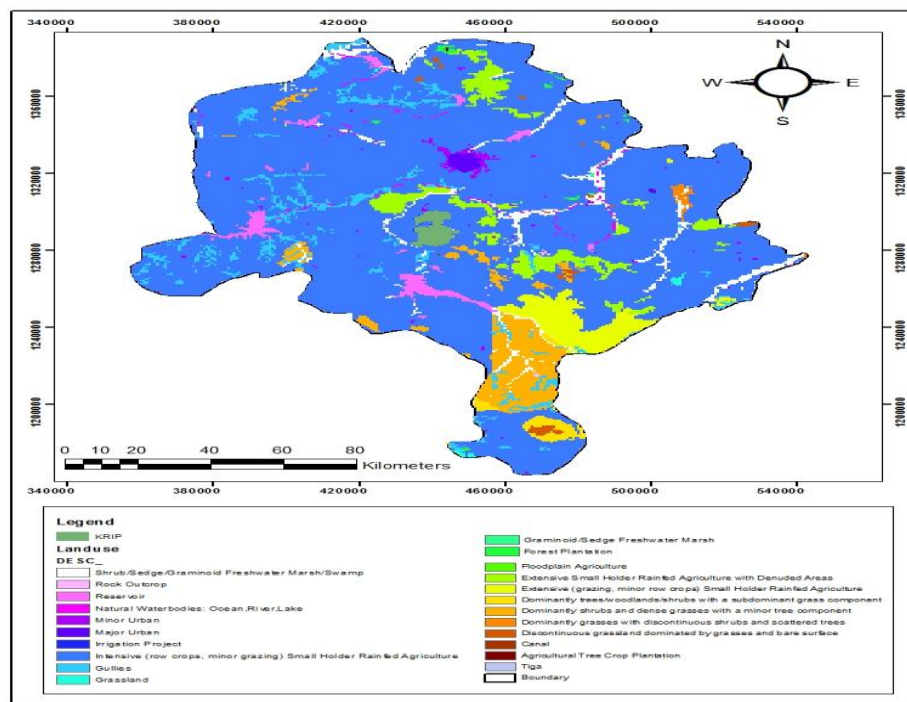 340000 380000 420000 460000 500000 540000
N
W E
S
1360000
1320000
1280000
1240000
1200000
0 10 20 40 60 80
Kilometers
340000 380000 420000 460000 500000 540000
Legend
KRIP
Landuse
DESC_
Shrub/Sedge/Graminoid Freshwater Marsh/Swamp
Rock Outcrop
Reservoir
Natural Waterbodies: Ocean,River,Lake
Minor Urban
Major Urban
Irrigation Project
Intensive (row crops, minor grazing) Small Holder Rainfed Agriculture
Gullies
Grassland
Graminoid/Sedge Freshwater Marsh
Forest Plantation
Floodplain Agriculture
Extensive Small Holder Rainfed Agriculture with Denuded Areas
Extensive (grazing, minor row crops) Small Holder Rainfed Agriculture
Dominantly trees/woodlands/shrubs with a subdominant grass component
Dominantly shrubs and dense grasses with a minor tree component
Dominantly grasses with discontinuous shrubs and scattered trees
Discontinuous grassland dominated by grasses and bare surface
Canal
Agricultural Tree Crop Plantation
Tiga
Boundary
1360000
1320000
1280000
1240000
1200000